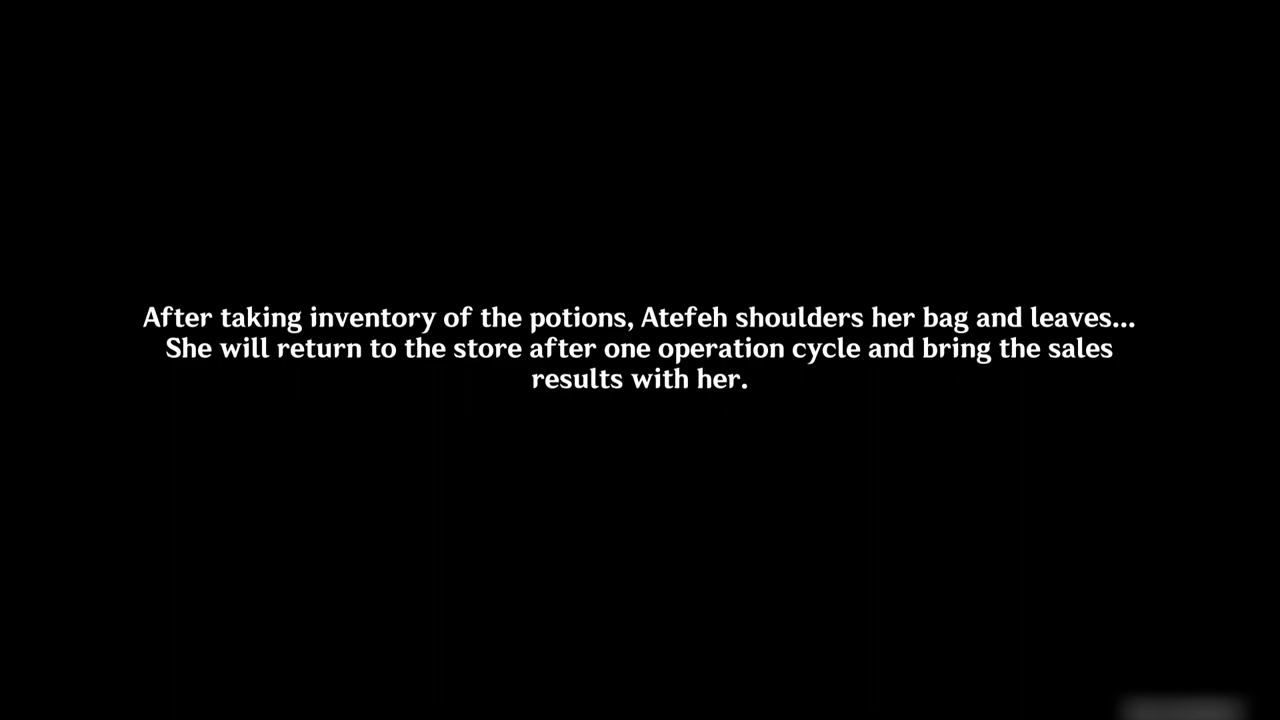 After taking inventory of the potions, Atefeh shoulders her bag and leaves...
She will return to the store after one operation cycle and bring the sales
results with her.